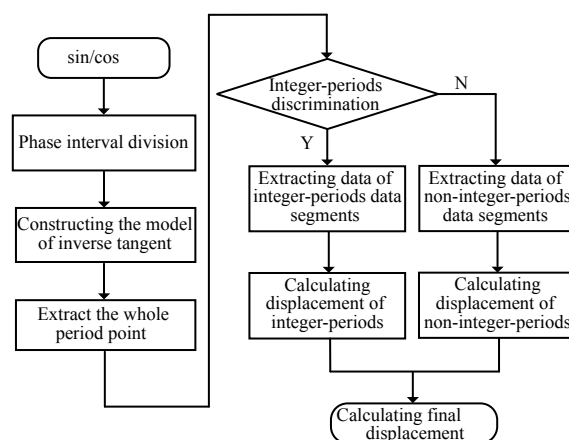 sin/cos
Phase interval division
Constructing the model
of inverse tangent
Extract the whole
period point
Integer-periods
discrimination
Y
N
Extracting data of
integer-periods data
segments
Extracting data of
non-integer-periods
data segments
Calculating
displacement of
integer-periods
Calculating
displacement of
non-integer-periods
Calculating final
displacement